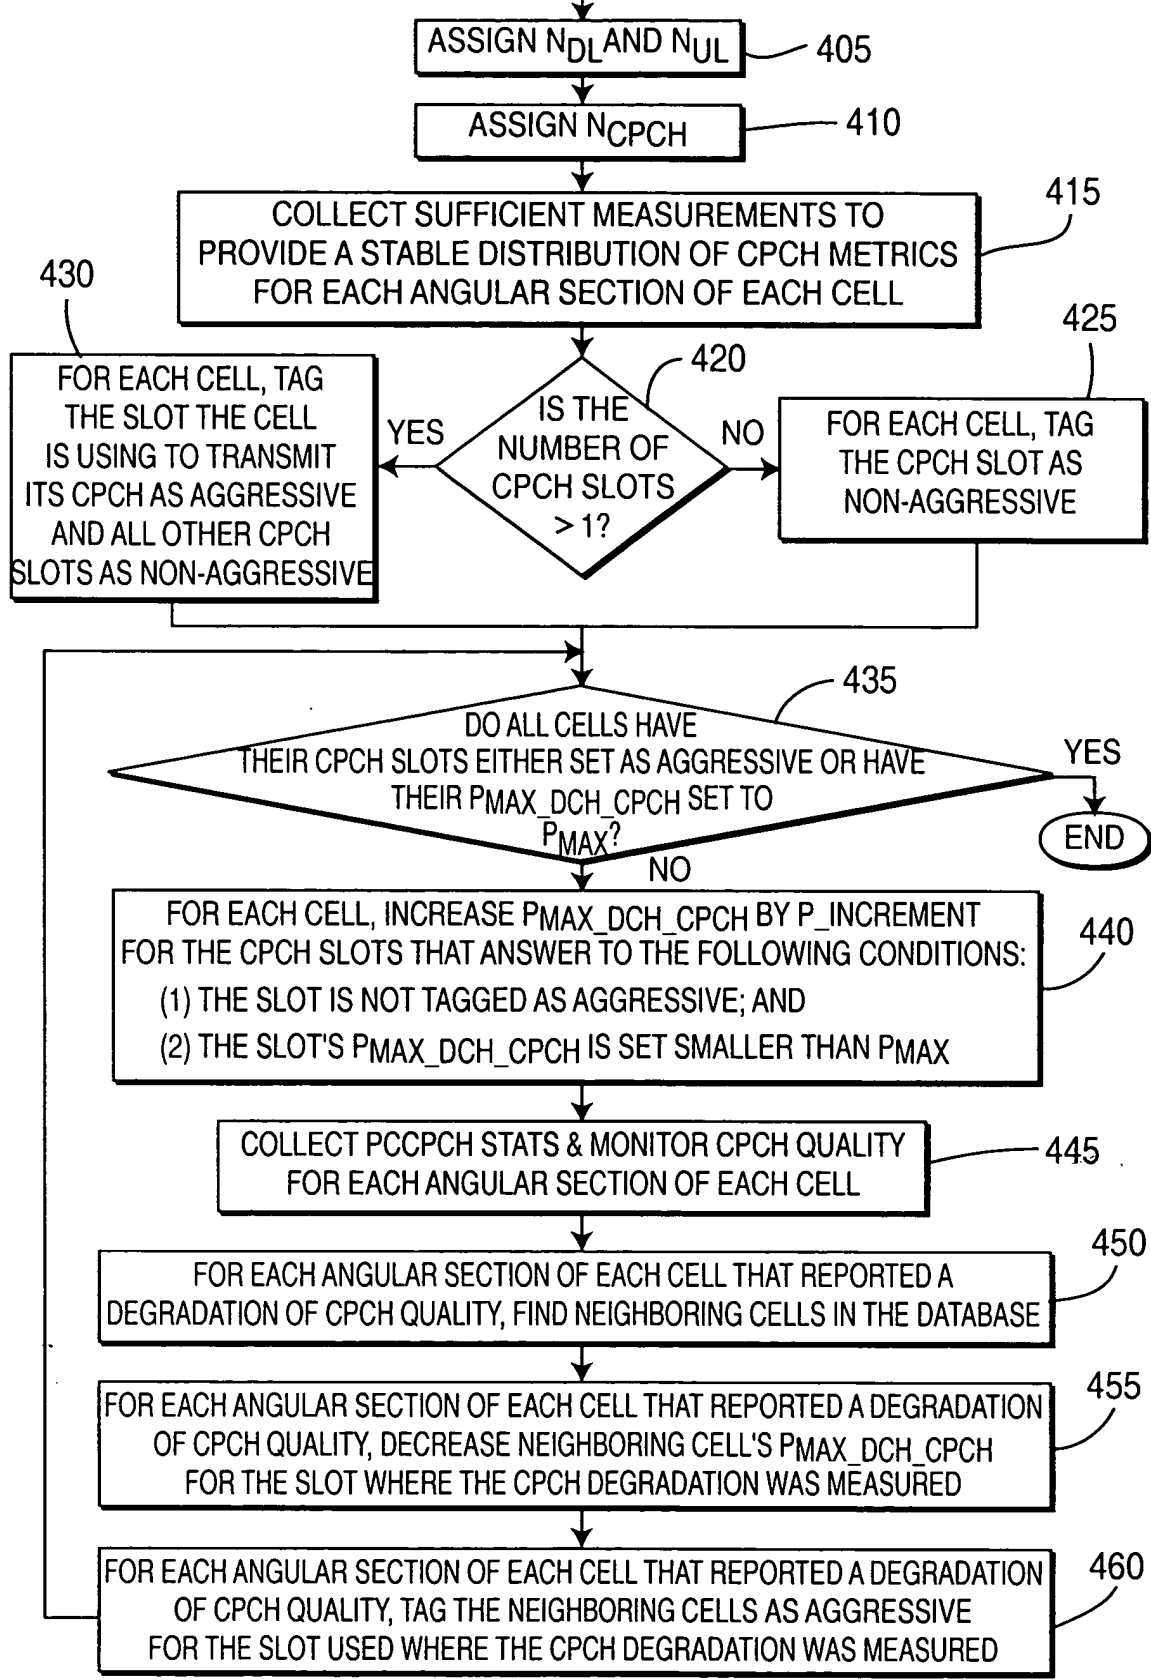 ASSIGN NDL AND NUL
405
ASSIGN NCPCH
410
COLLECT SUFFICIENT MEASUREMENTS TO
PROVIDE A STABLE DISTRIBUTION OF CPCH METRICS
FOR EACH ANGULAR SECTION OF EACH CELL
415
430
FOR EACH CELL, TAG
THE SLOT THE CELL
IS USING TO TRANSMIT
ITS CPCH AS AGGRESSIVE
AND ALL OTHER CPCH
SLOTS AS NON-AGGRESSIVE
YES
420
IS THE
NUMBER OF
CPCH SLOTS
> 1?
NO
425
FOR EACH CELL, TAG
THE CPCH SLOT AS
NON-AGGRESSIVE
435
DO ALL CELLS HAVE
THEIR CPCH SLOTS EITHER SET AS AGGRESSIVE OR HAVE
THEIR PMAX_DCH_CPCH SET TO
PMAX?
YES
END
NO
FOR EACH CELL, INCREASE PMAX_DCH_CPCH BY P_INCREMENT
FOR THE CPCH SLOTS THAT ANSWER TO THE FOLLOWING CONDITIONS:
(1) THE SLOT IS NOT TAGGED AS AGGRESSIVE; AND
(2) THE SLOT'S PMAX_DCH_CPCH IS SET SMALLER THAN PMAX
440
COLLECT PCCPCH STATS & MONITOR CPCH QUALITY
FOR EACH ANGULAR SECTION OF EACH CELL
445
FOR EACH ANGULAR SECTION OF EACH CELL THAT REPORTED A
DEGRADATION OF CPCH QUALITY, FIND NEIGHBORING CELLS IN THE DATABASE
450
FOR EACH ANGULAR SECTION OF EACH CELL THAT REPORTED A DEGRADATION
OF CPCH QUALITY, DECREASE NEIGHBORING CELL'S PMAX_DCH_CPCH
FOR THE SLOT WHERE THE CPCH DEGRADATION WAS MEASURED
455
FOR EACH ANGULAR SECTION OF EACH CELL THAT REPORTED A DEGRADATION
OF CPCH QUALITY, TAG THE NEIGHBORING CELLS AS AGGRESSIVE
FOR THE SLOT USED WHERE THE CPCH DEGRADATION WAS MEASURED
460